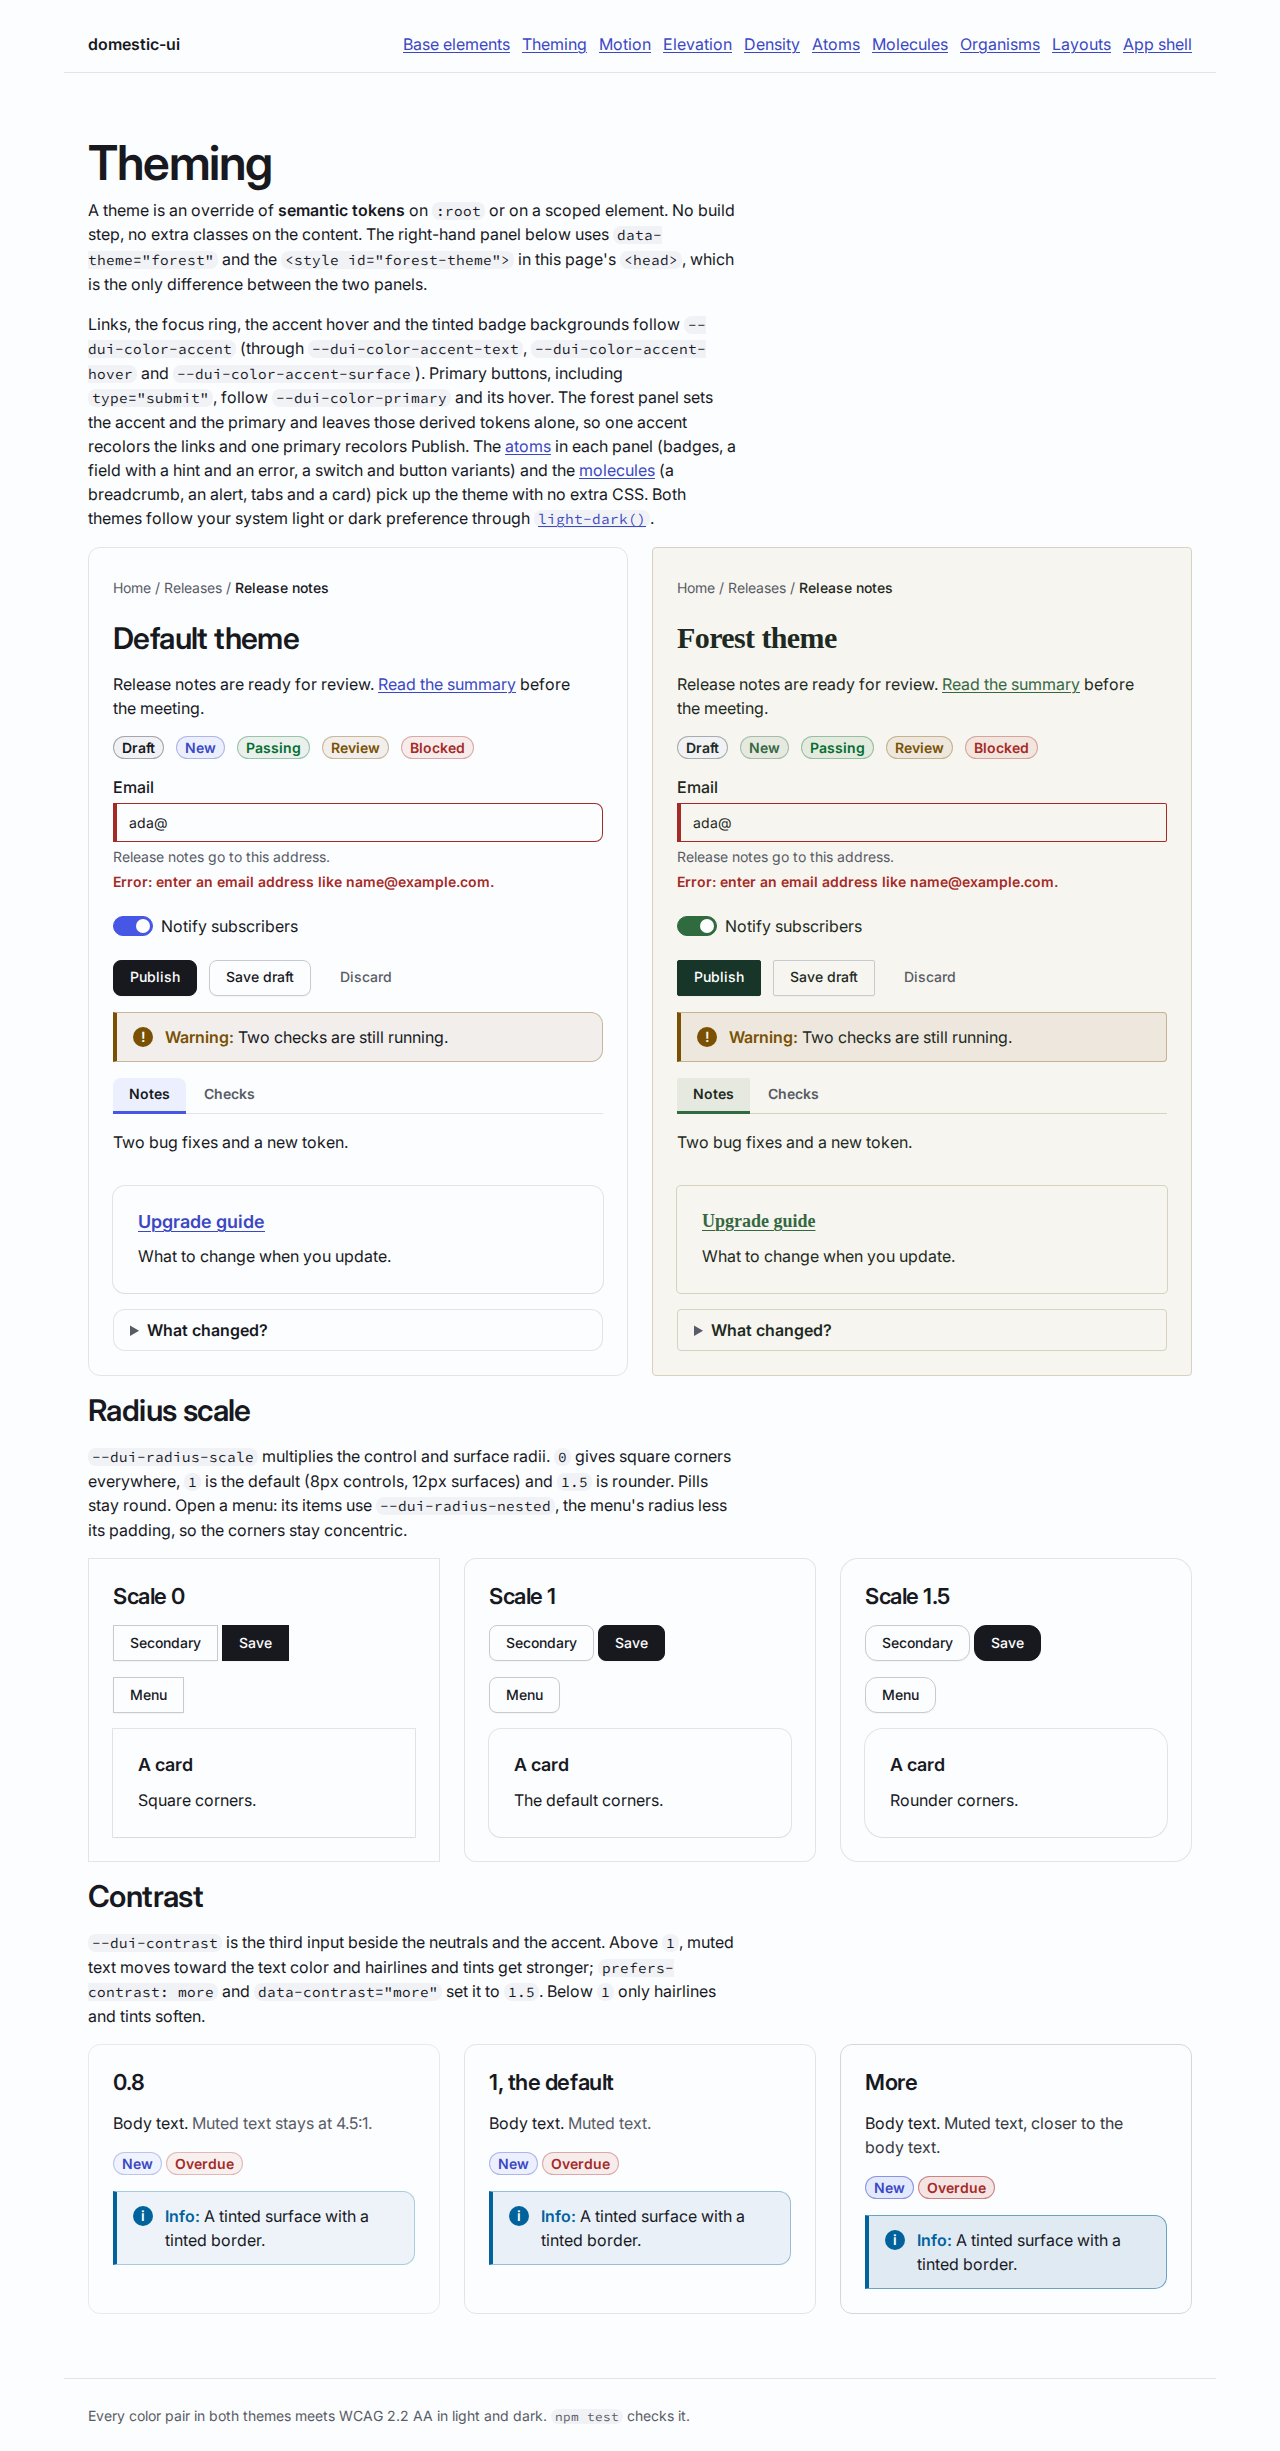 domestic-ui
Base elements Theming Motion Elevation Density Atoms Molecules Organisms Layouts App shell
Theming
A theme is an override of semantic tokens on :root or on a scoped element. No build
step, no extra classes on the content. The right-hand panel below uses data-
theme="forest" and the <style id="forest-theme"> in this page's <head>, which
is the only difference between the two panels.
Links, the focus ring, the accent hover and the tinted badge backgrounds follow --
dui-color-accent (through --dui-color-accent-text, --dui-color-accent-
hover and --dui-color-accent-surface). Primary buttons, including
type="submit", follow --dui-color-primary and its hover. The forest panel sets
the accent and the primary and leaves those derived tokens alone, so one accent
recolors the links and one primary recolors Publish. The atoms in each panel (badges, a
field with a hint and an error, a switch and button variants) and the molecules (a
breadcrumb, an alert, tabs and a card) pick up the theme with no extra CSS. Both
themes follow your system light or dark preference through light-dark().
Home / Releases / Release notes
Default theme
Release notes are ready for review. Read the summary before
the meeting.
Draft New Passing Review Blocked
Email
ada@
Release notes go to this address.
Error: enter an email address like name@example.com.
Notify subscribers
Publish Save draft Discard
! Warning: Two checks are still running.
Notes Checks
Two bug fixes and a new token.
Upgrade guide
What to change when you update.
What changed?
Home / Releases / Release notes
Forest theme
Release notes are ready for review. Read the summary before
the meeting.
Draft New Passing Review Blocked
Email
ada@
Release notes go to this address.
Error: enter an email address like name@example.com.
Notify subscribers
Publish Save draft Discard
! Warning: Two checks are still running.
Notes Checks
Two bug fixes and a new token.
Upgrade guide
What to change when you update.
What changed?
Radius scale
--dui-radius-scale multiplies the control and surface radii. 0 gives square corners
everywhere, 1 is the default (8px controls, 12px surfaces) and 1.5 is rounder. Pills
stay round. Open a menu: its items use --dui-radius-nested, the menu's radius less
its padding, so the corners stay concentric.
Scale 0
Secondary Save
Menu
A card
Square corners.
Scale 1
Secondary Save
Menu
A card
The default corners.
Scale 1.5
Secondary Save
Menu
A card
Rounder corners.
Contrast
--dui-contrast is the third input beside the neutrals and the accent. Above 1, muted
text moves toward the text color and hairlines and tints get stronger; prefers-
contrast: more and data-contrast="more" set it to 1.5. Below 1 only hairlines
and tints soften.
0.8
Body text. Muted text stays at 4.5:1.
New Overdue
i Info: A tinted surface with a
tinted border.
1, the default
Body text. Muted text.
New Overdue
i Info: A tinted surface with a
tinted border.
More
Body text. Muted text, closer to the
body text.
New Overdue
i Info: A tinted surface with a
tinted border.
Every color pair in both themes meets WCAG 2.2 AA in light and dark. npm test checks it.